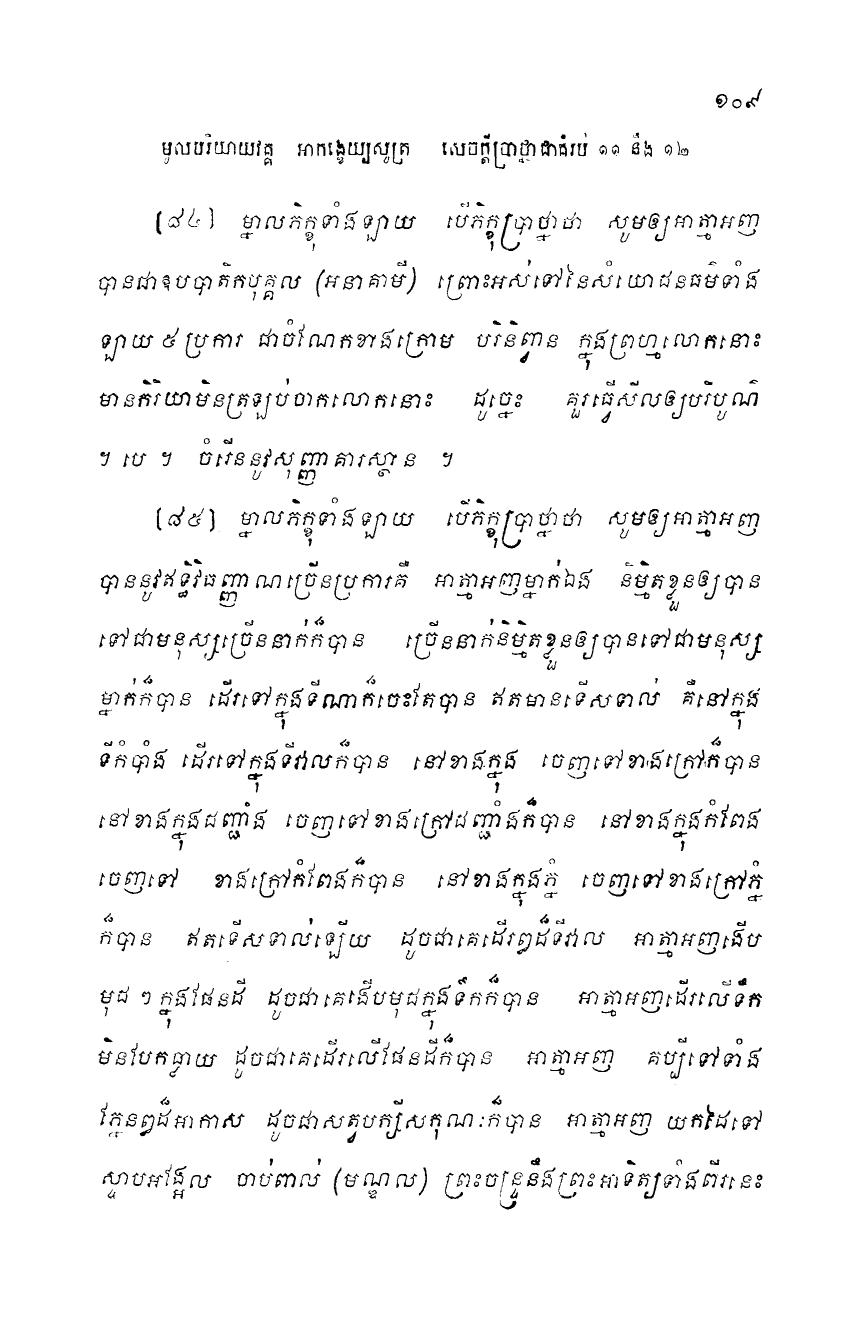 ១០៩
មូលបរិយាយវគ្គ អាកង្ខេយ្យសូត្រ សេចក្តីប្រាថ្នាជាគំរប់ ១១ នឹង ១២
[៨៤] ម្នាលភិក្ខុទាំងឡាយ បើភិក្ខុប្រាថ្នាថា សូមឲ្យអាត្មាអញ
បានជាឧបបាតិកបុគ្គល (អនាគាមី) ព្រោះអស់ទៅនៃសំយោជនធម៌ទាំង
ឡាយ ៥ ប្រការ ជាចំណែកខាងក្រោម បរិនិព្វាន ក្នុងព្រហ្មលោកនោះ
មានកិរិយាមិនត្រឡប់ចាកលោកនោះ ដូច្នេះ គួរធ្វើសីលឲ្យបរិបូណ៌
។ បេ ។ ចំរើននូវសុញ្ញាគារស្ថាន ។
[៨៥] ម្នាលភិក្ខុទាំងឡាយ បើភិក្ខុប្រាថ្នាថា សូមឲ្យអាត្មាអញ
បាននូវឥទ្ធិវិធញ្ញាណច្រើនប្រការគឺ អាត្មាអញម្នាក់ឯង និម្មិតខ្លួនឲ្យបាន
ទៅជាមនុស្សច្រើននាក់ក៏បាន ច្រើននាក់និម្មិតខ្លួនឲ្យបានទៅជាមនុស្ស
ម្នាក់ក៏បាន ដើរទៅក្នុងទីណាក៏ចេះតែបាន ឥតមានទើសទាល់ គឺនៅក្នុង
ទីកំបាំង ដើរទៅក្នុងទីវាលក៏បាន នៅខាងក្នុង ចេញទៅខាងក្រៅក៏បាន
នៅខាងក្នុងជញ្ជាំង ចេញទៅខាងក្រៅជញ្ជាំងក៏បាន នៅខាងក្នុងកំពែង
ចេញទៅ ខាងក្រៅកំពែងក៏បាន នៅខាងក្នុងភ្នំ ចេញទៅខាងក្រៅភ្នំ
ក៏បាន ឥតទើសទាល់ឡើយ ដូចជាគេដើរឰដ៏ទីវាល អាត្មាអញងើប
មុជ ៗ ក្នុងផែនដី ដូចជាគេងើបមុជក្នុងទឹកក៏បាន អាត្មាអញដើរលើទឹក
មិនបែកធ្លាយ ដូចជាគេដើរលើផែនដីក៏បាន អាត្មាអញ គប្បីទៅទាំង
ភ្នែនឰដ៏អាកាស ដូចជាសត្វបក្សីសកុណៈក៏បាន អាត្មាអញ យកដៃទៅ
ស្ទាបអង្អែល ចាប់ពាល់ (មណ្ឌល) ព្រះចន្ទ្រនឹងព្រះអាទិត្យទាំងពីរនេះ